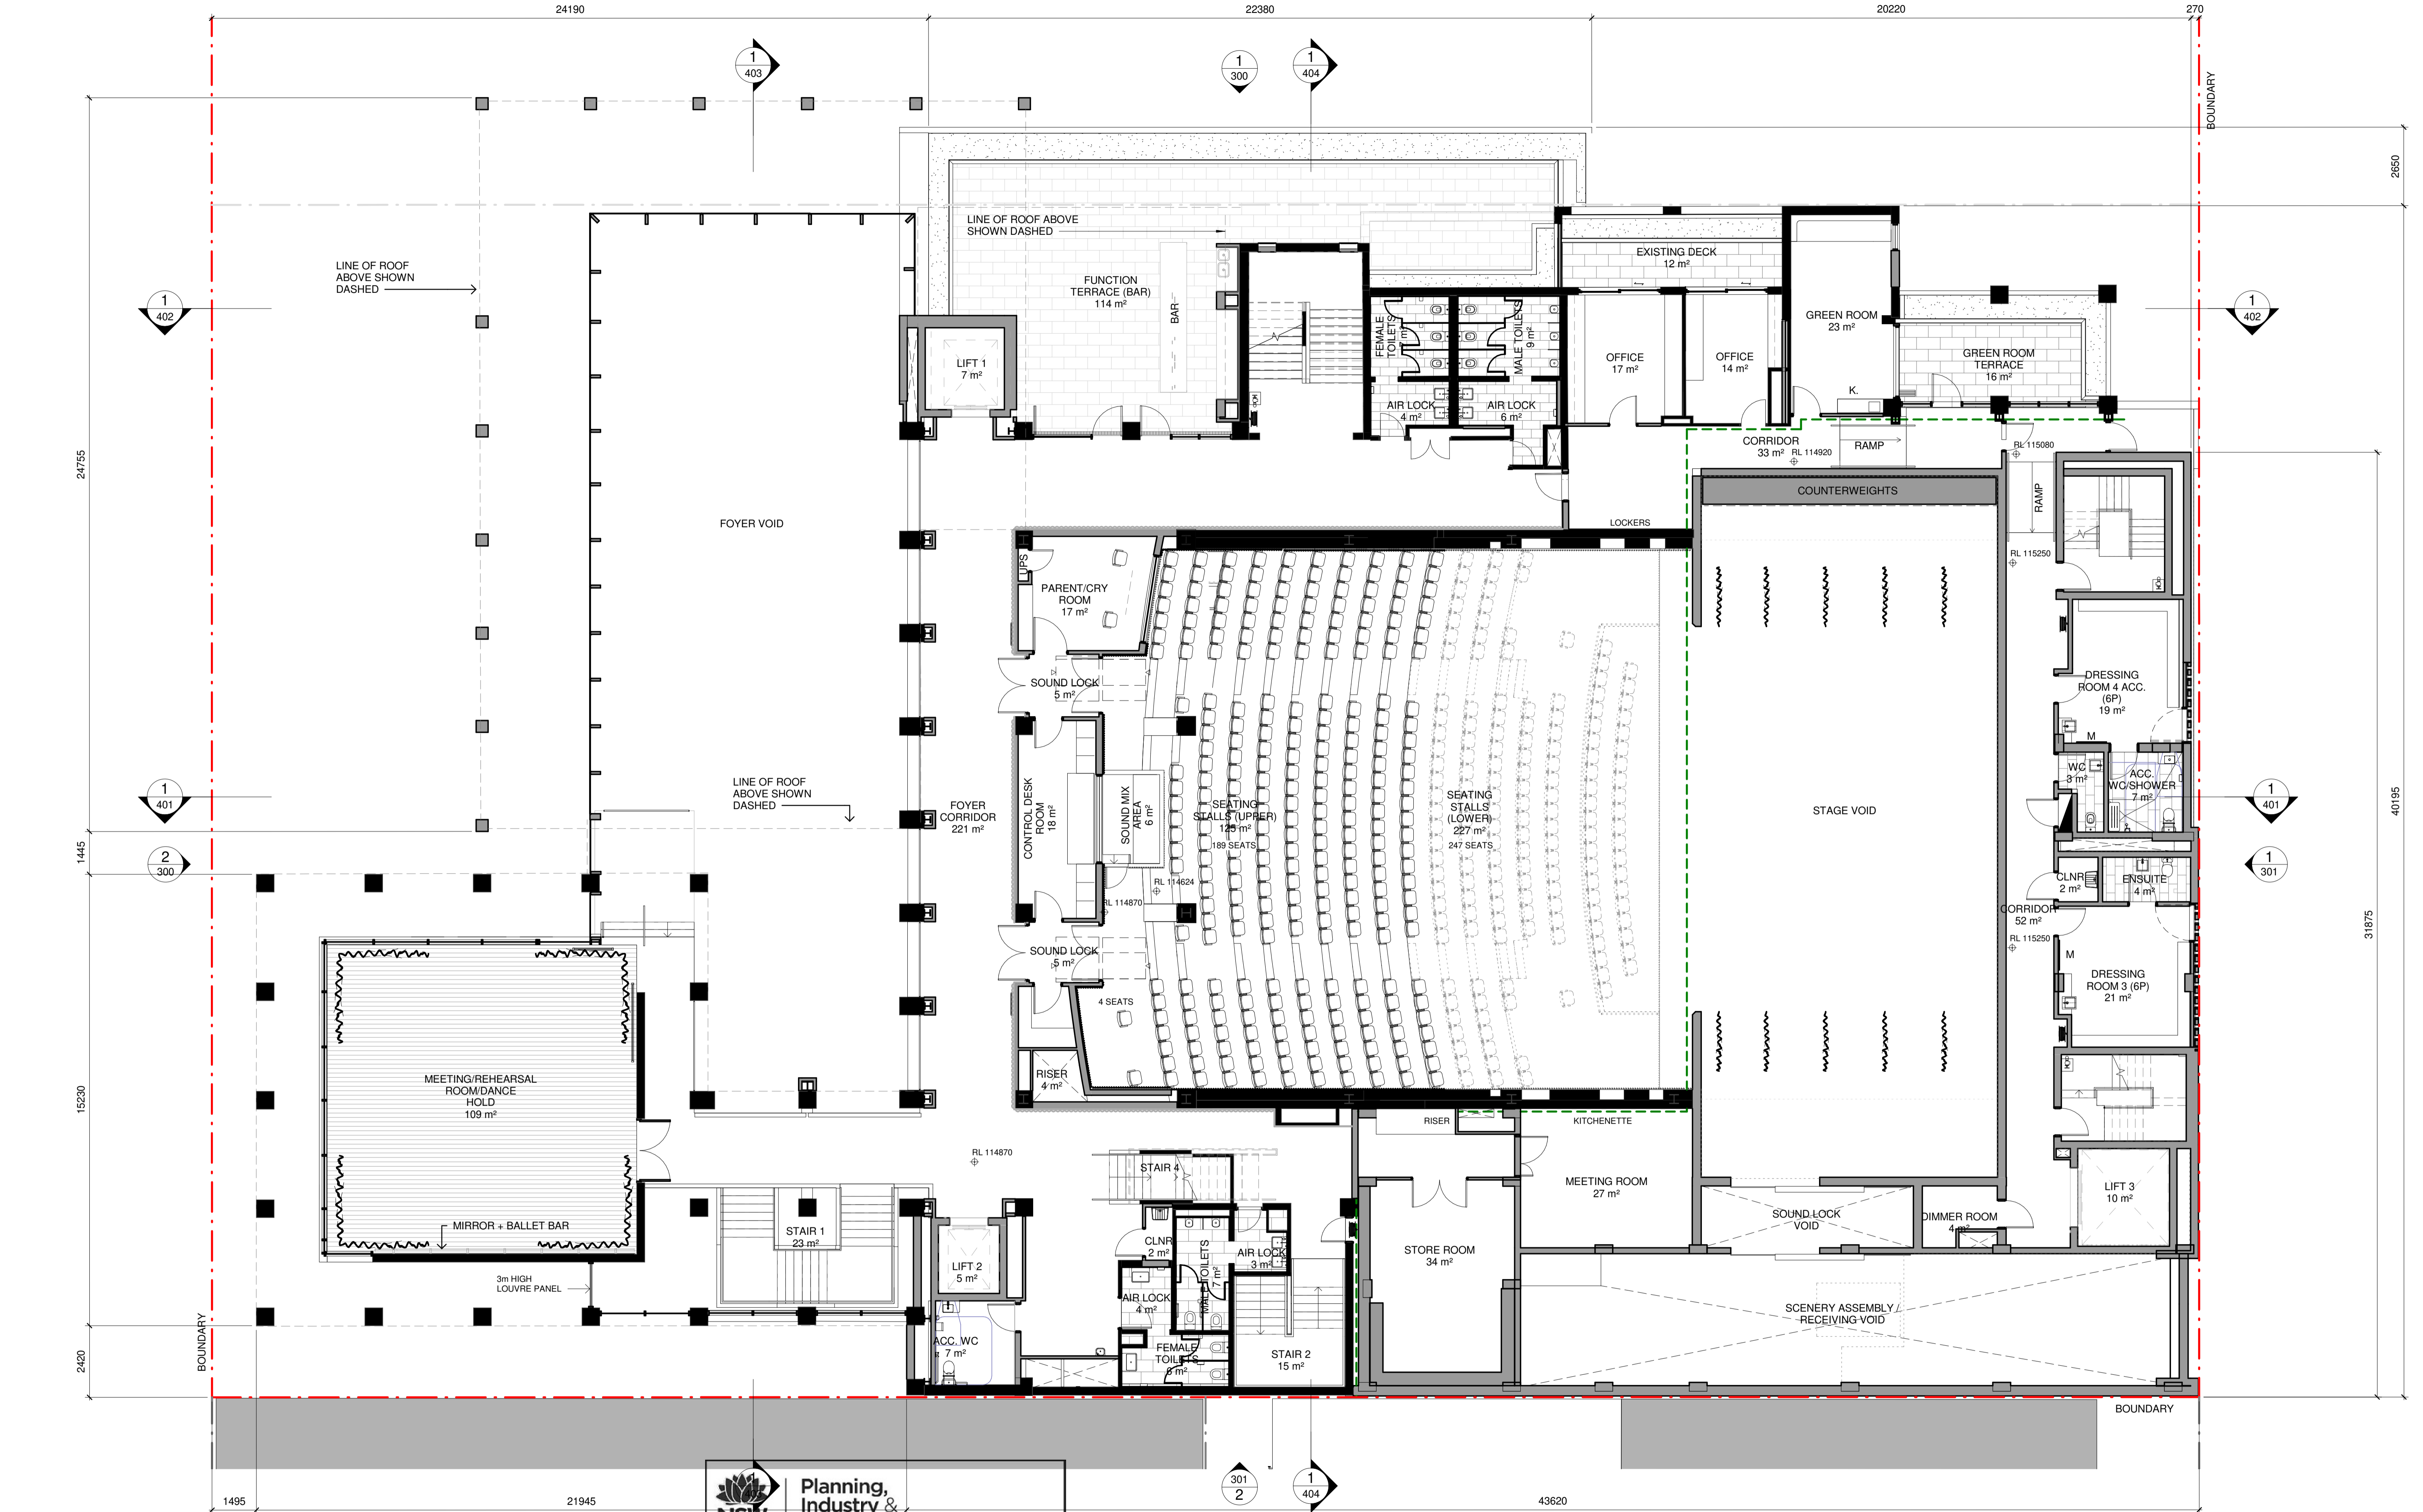 24190
22380
20220
270
1
403
1
300
1
404
BOUNDARY
2650
LINE OF ROOF ABOVE
SHOWN DASHED
LINE OF ROOF
ABOVE SHOWN
DASHED
FUNCTION
TERRACE (BAR)
114 m²
BAR
EXISTING DECK
12 m²
1
402
1
402
GREEN ROOM
23 m²
FEMALE
TOILETS
MALE TOILETS
9 m²
OFFICE
17 m²
OFFICE
14 m²
GREEN ROOM
TERRACE
16 m²
LIFT 1
7 m²
K.
AIR LOCK
4 m²
AIR LOCK
6 m²
CORRIDOR
33 m²
RL 114920
RAMP
RL 115080
24755
COUNTERWEIGHTS
RAMP
FOYER VOID
LOCKERS
RL 115250
UPS
PARENT/CRY
ROOM
17 m²
SOUND LOCK
5 m²
DRESSING
ROOM 4 ACC.
(6P)
19 m²
M
WC
3 m²
ACC.
WC/SHOWER
7 m²
LINE OF ROOF
ABOVE SHOWN
DASHED
1
401
1
401
40195
FOYER
CORRIDOR
221 m²
CONTROL DESK
ROOM
18 m²
SOUND MIX
AREA
6 m²
SEATING
STALLS (UPPER)
125 m²
189 SEATS
SEATING
STALLS
(LOWER)
227 m²
247 SEATS
STAGE VOID
1445
2
300
1
301
RL 114624
RL 114870
CLNR
2 m²
ENSUITE
4 m²
CORRIDOR
52 m²
31875
RL 115250
SOUND LOCK
5 m²
M
DRESSING
ROOM 3 (6P)
21 m²
4 SEATS
RISER
4 m²
MEETING/REHEARSAL
ROOM/DANCE
HOLD
109 m²
15230
RISER
KITCHENETTE
RL 114870
STAIR 4
MEETING ROOM
27 m²
LIFT 3
10 m²
MIRROR + BALLET BAR
STAIR 1
23 m²
SOUND LOCK
VOID
DIMMER ROOM
4 m²
CLNR
2 m²
MALE TOILETS
7 m²
AIR LOCK
3 m²
STORE ROOM
34 m²
LIFT 2
5 m²
3m HIGH
LOUVRE PANEL
AIR LOCK
4 m²
SCENERY ASSEMBLY /
RECEIVING VOID
BOUNDARY
ACC. WC
7 m²
FEMALE
TOILETS
6 m²
STAIR 2
15 m²
2420
BOUNDARY
Planning,
Industry &
NSW
301
2
1
404
1495
21945
43620